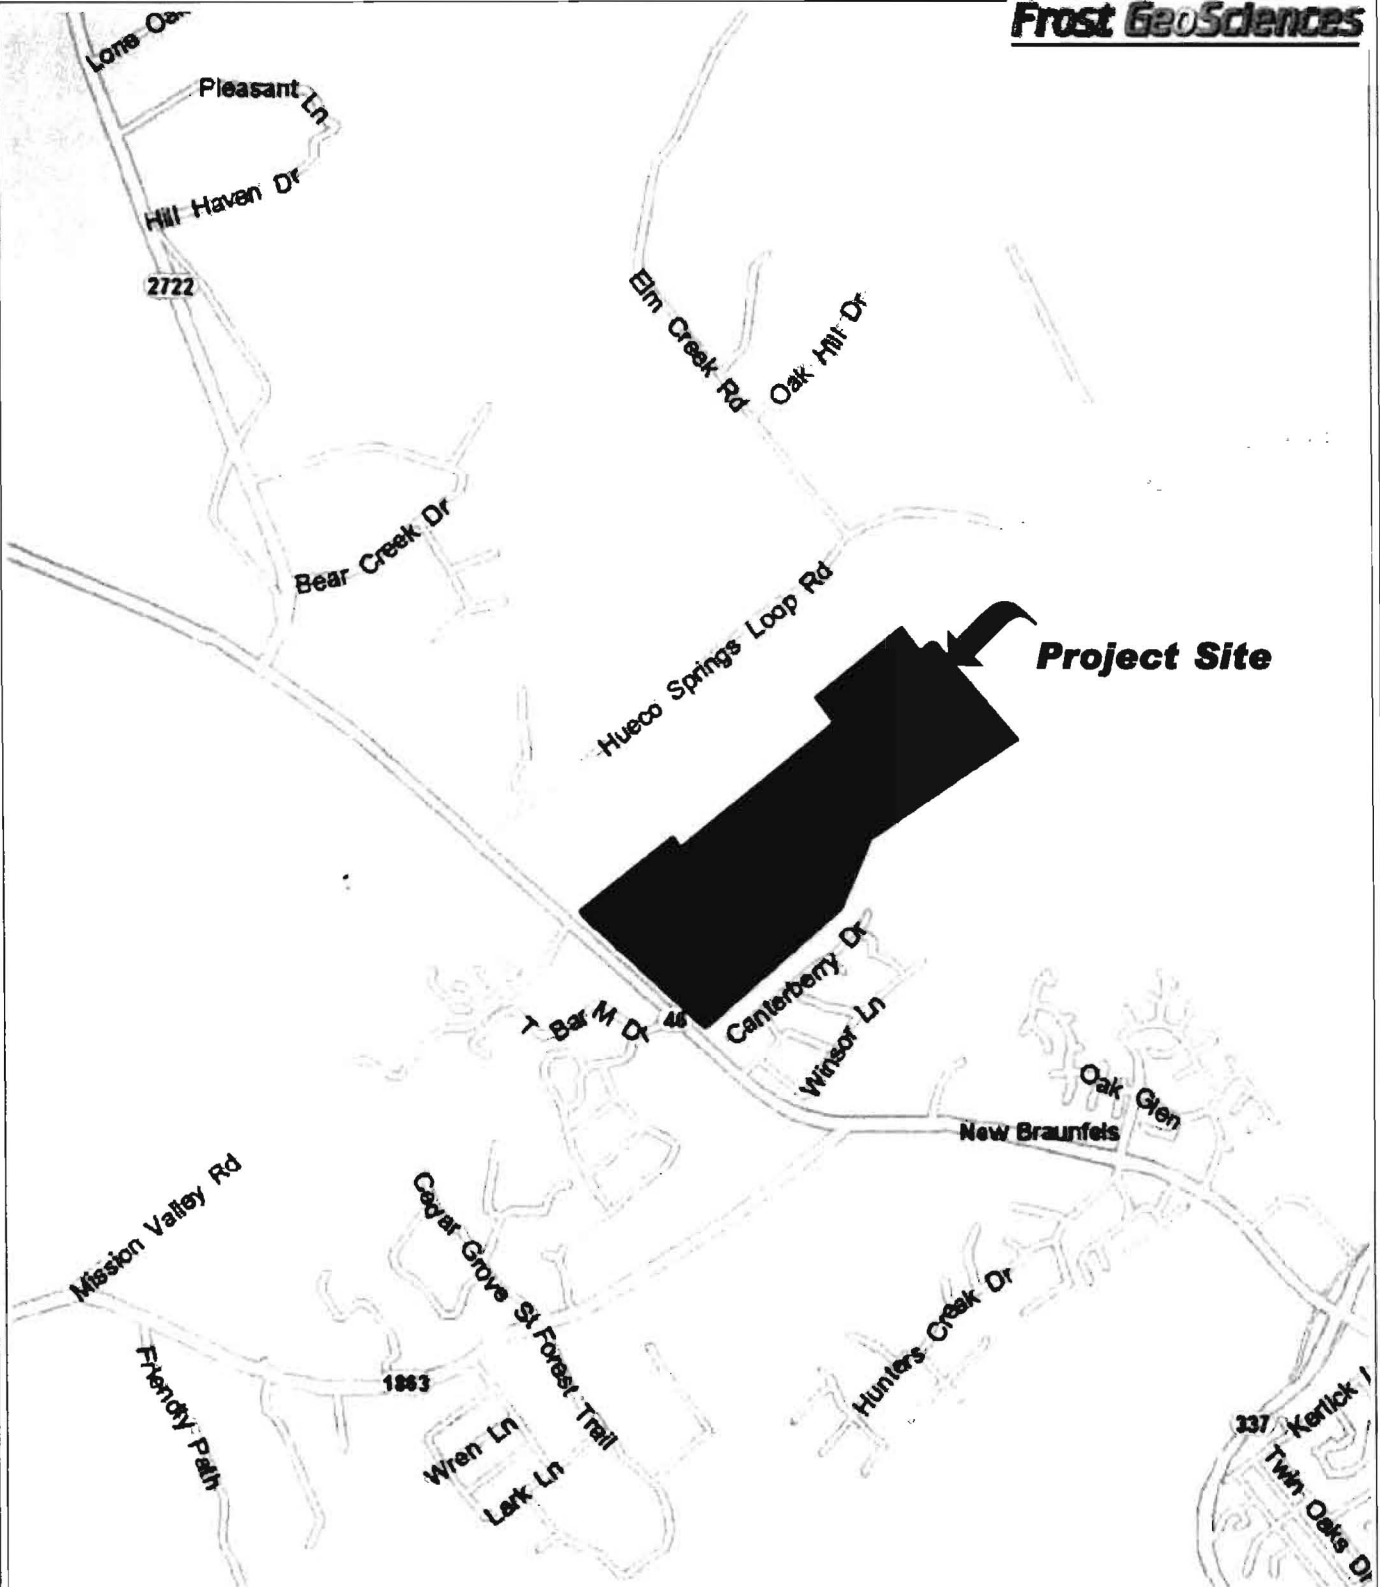 Frost GeoSciences
Lone Oak
Pleasant Ln
Hill Haven Dr
2722
Elm Creek Rd
Oak Hill Dr
Bear Creek Dr
Hueco Springs Loop Rd
Project Site
Canterberry Dr
T Bar M Dr
46
Winsor Ln
Oak Glen
New Braunfels
Mission Valley Rd
Cedar Grove St
Forest Trail
Hunters Creek Dr
Friendly Path
1863
Wren Ln
Lark Ln
337
Kerlick
Twin Oaks Dr